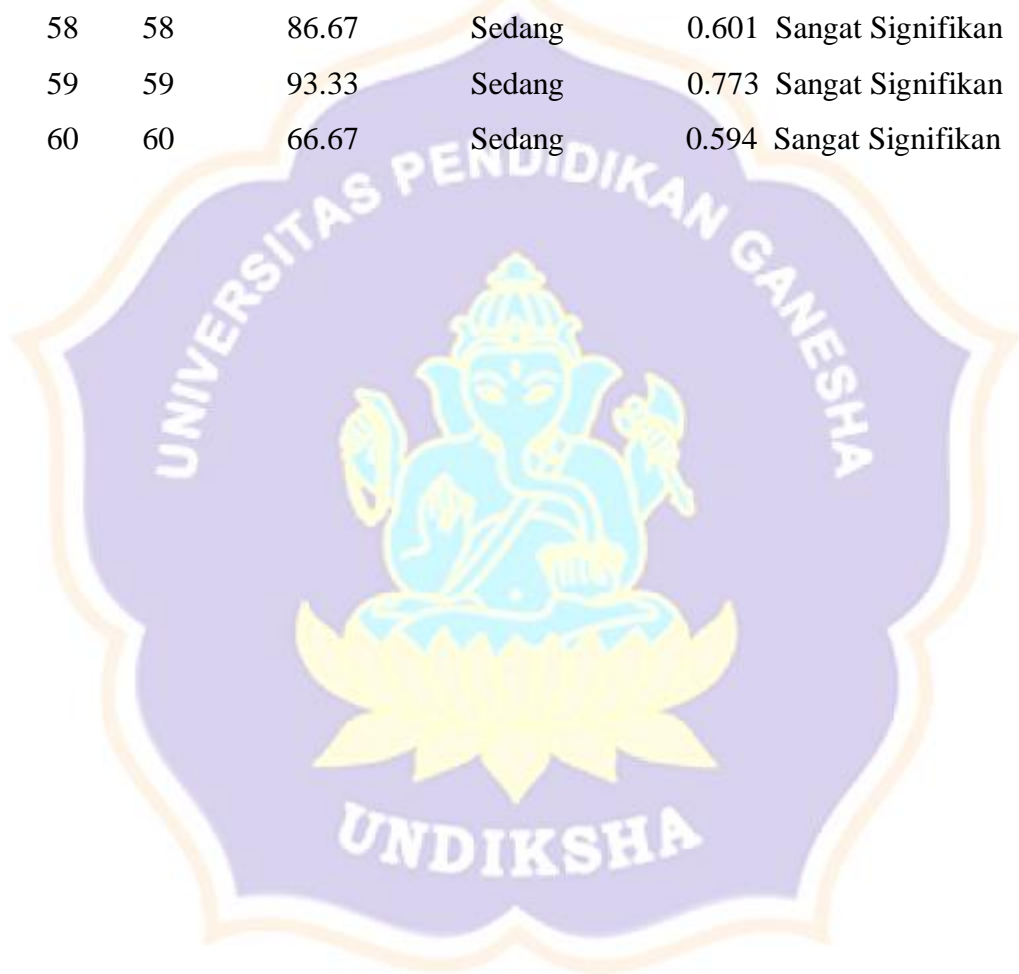 58 58 86.67 Sedang 0.601 Sangat Signifikan
59 59 93.33 Sedang 0.773 Sangat Signifikan
60 60 66.67 Sedang 0.594 Sangat Signifikan
UNIVERSITAS PENDIDIKAN GANESHA
UNDIKSHA